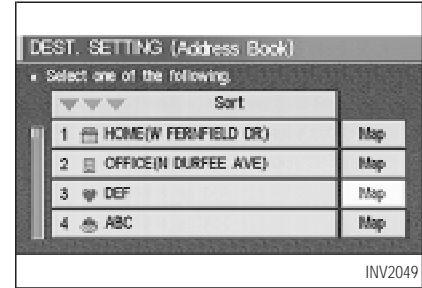 DEST. SETTING (Address Book)
Select one of the following.
Sort
1 HOME(W FERNFIELD DR) Map
2 OFFICE(N DURFEE AVE) Map
3 DEF Map
4 ABC Map
INV2049